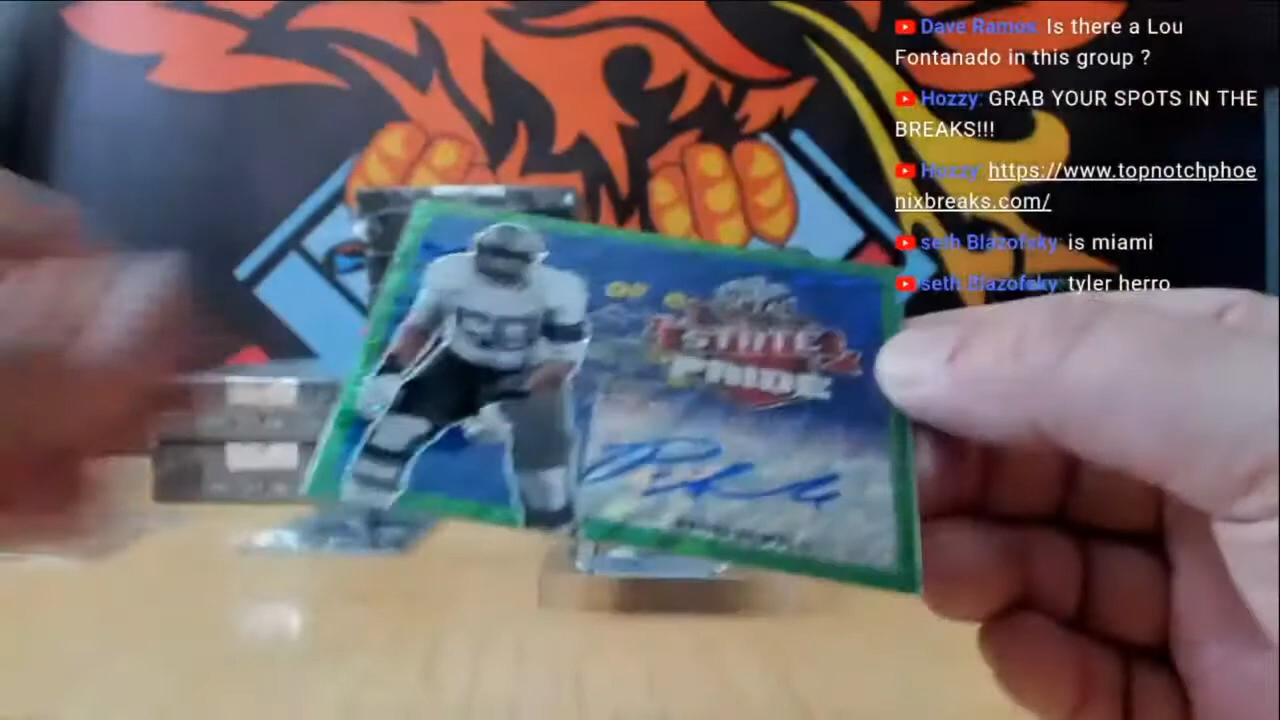 Dave Ramos: Is there a Lou
Fontanado in this group ?
Hozzy: GRAB YOUR SPOTS IN THE
BREAKS!!!
Hozzy: https://www.topnotchphoe
nixbreaks.com/
seth Blazofsky: is miami
seth Blazofsky: tyler herro
STATE
PRIDE